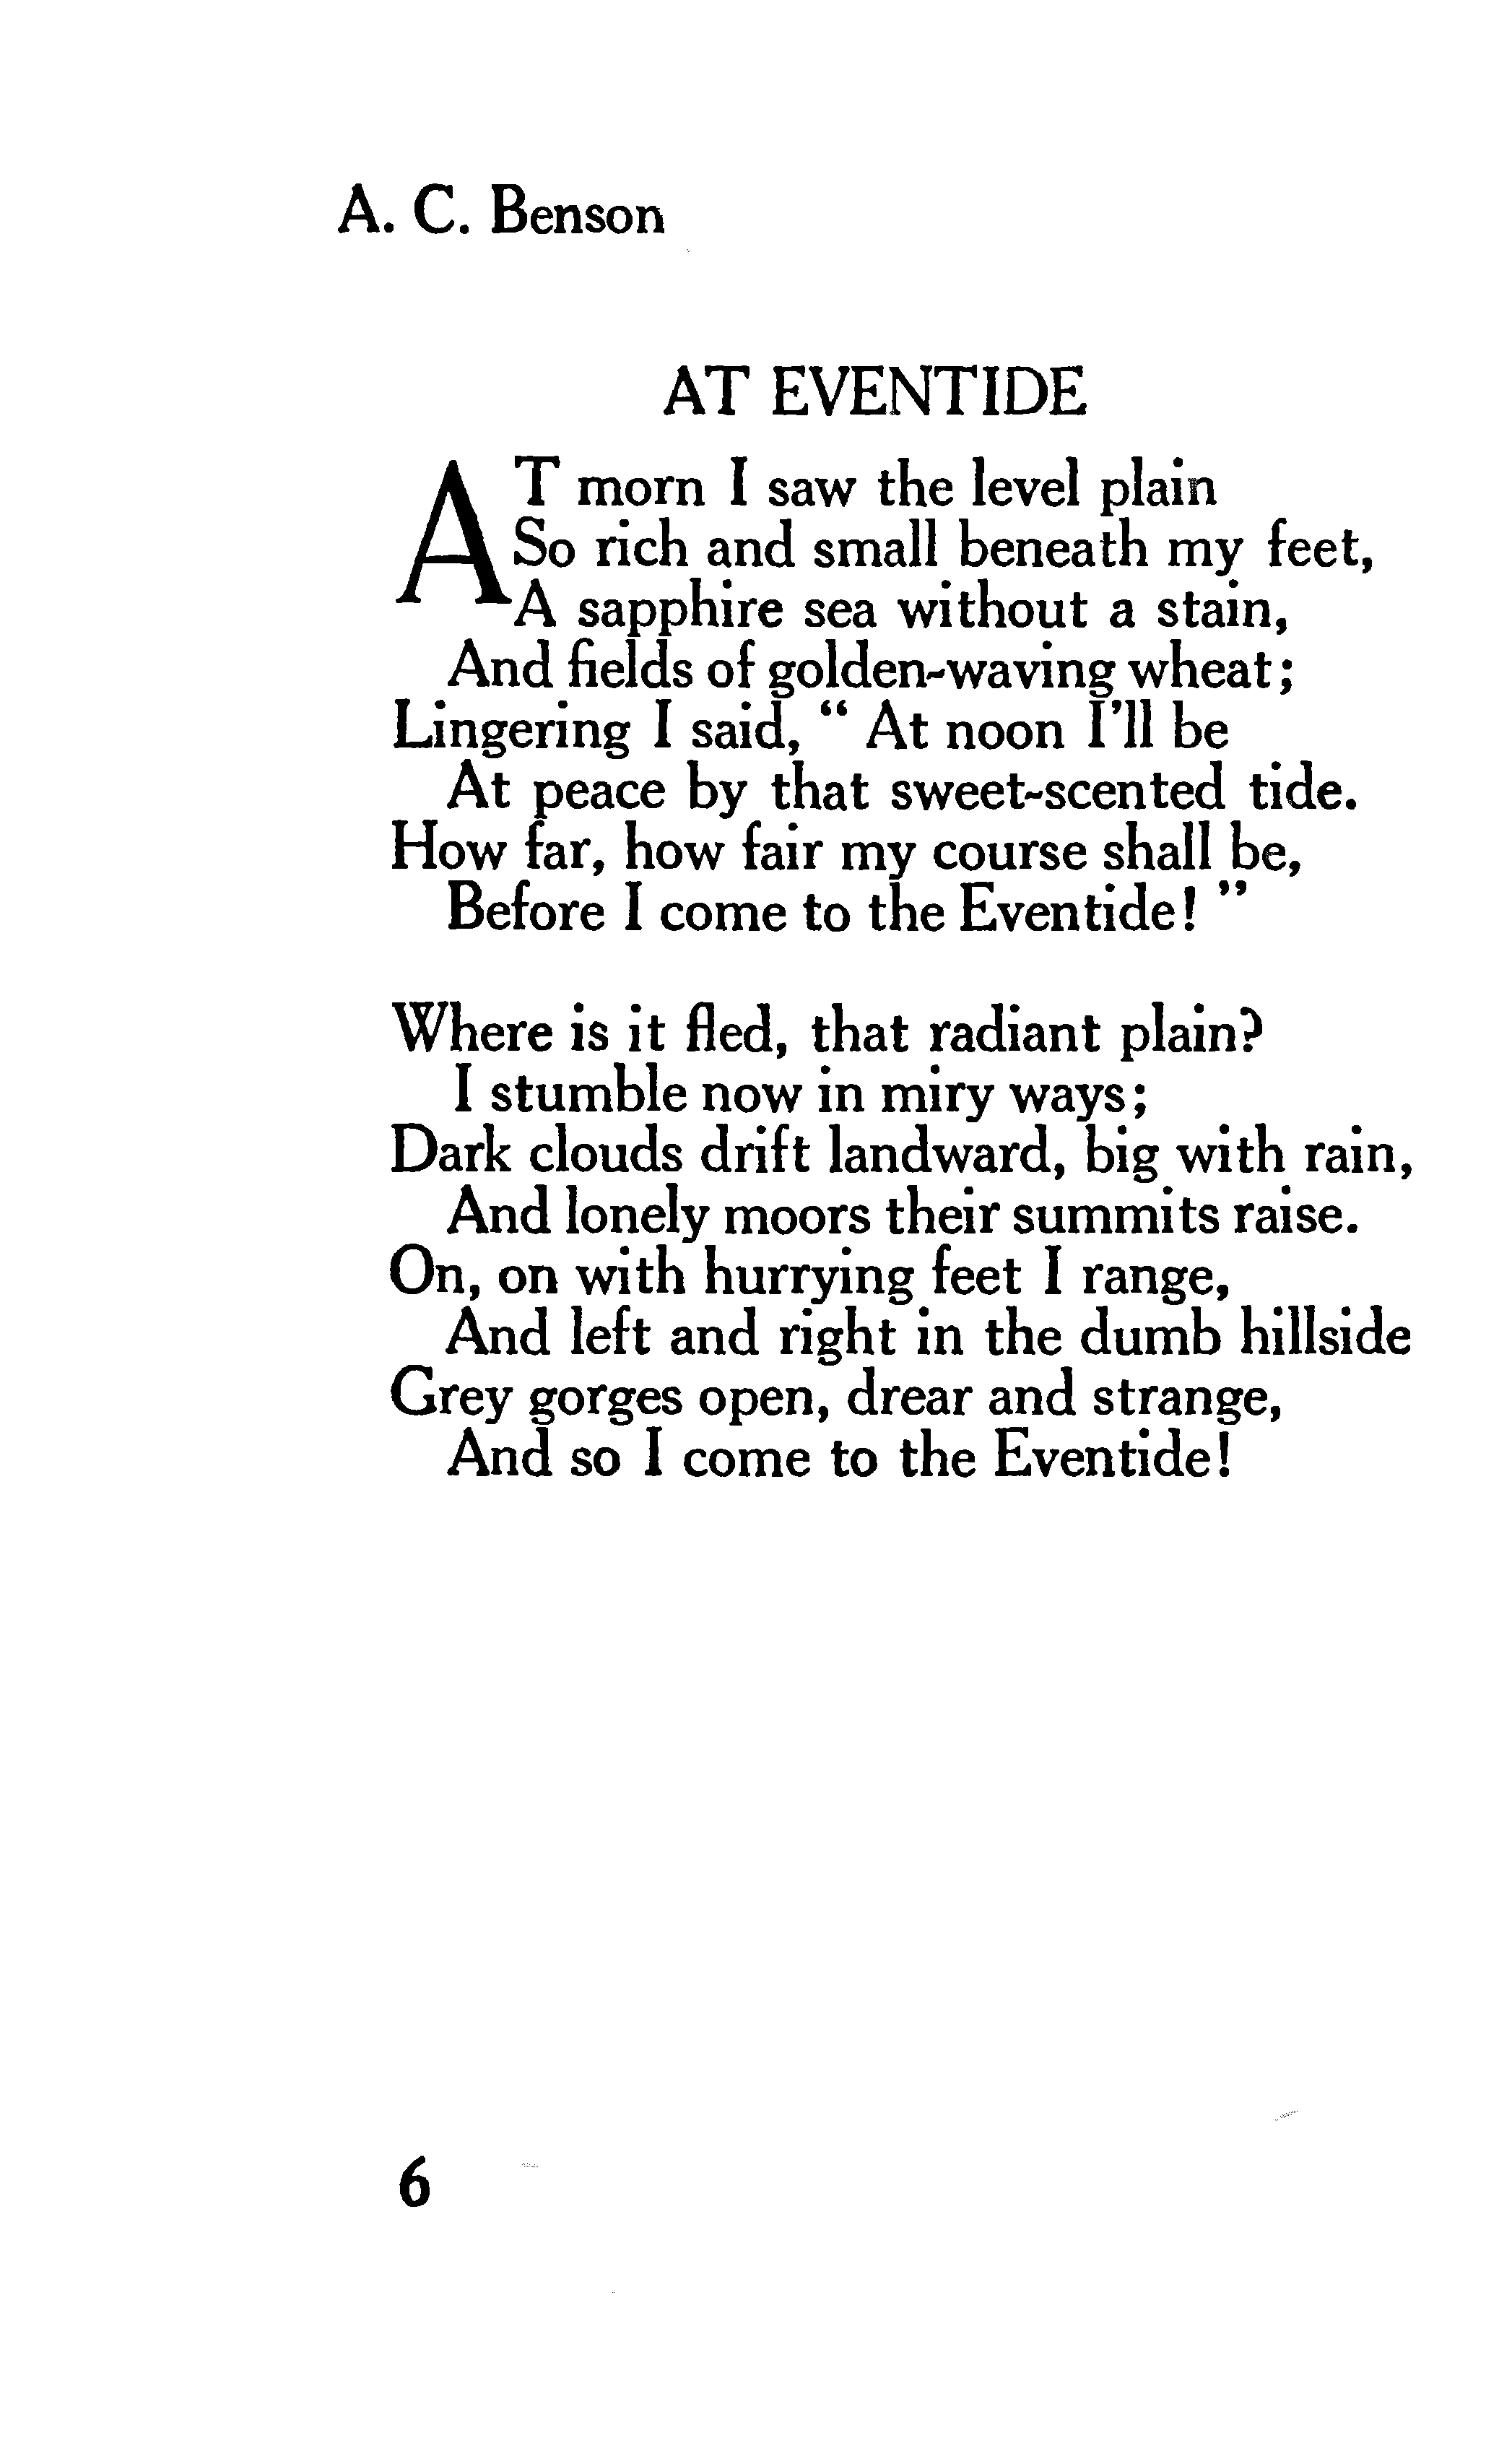 A. C. Benson
AT EVENTIDE
AT morn I saw the level plain
So rich and small beneath my feet,
A sapphire sea without a stain,
And fields of golden-waving wheat;
Lingering I said, “ At noon I’ll be
At peace by that sweet-scented tide.
How far, how fair my course shall be,
Before I come to the Eventide! ”
Where is it fled, that radiant plain?
I stumble now in miry ways;
Dark clouds drift landward, big with rain,
And lonely moors their summits raise.
On, on with hurrying feet I range,
And left and right in the dumb hillside
Grey gorges open, drear and strange,
And so I come to the Eventide!
6